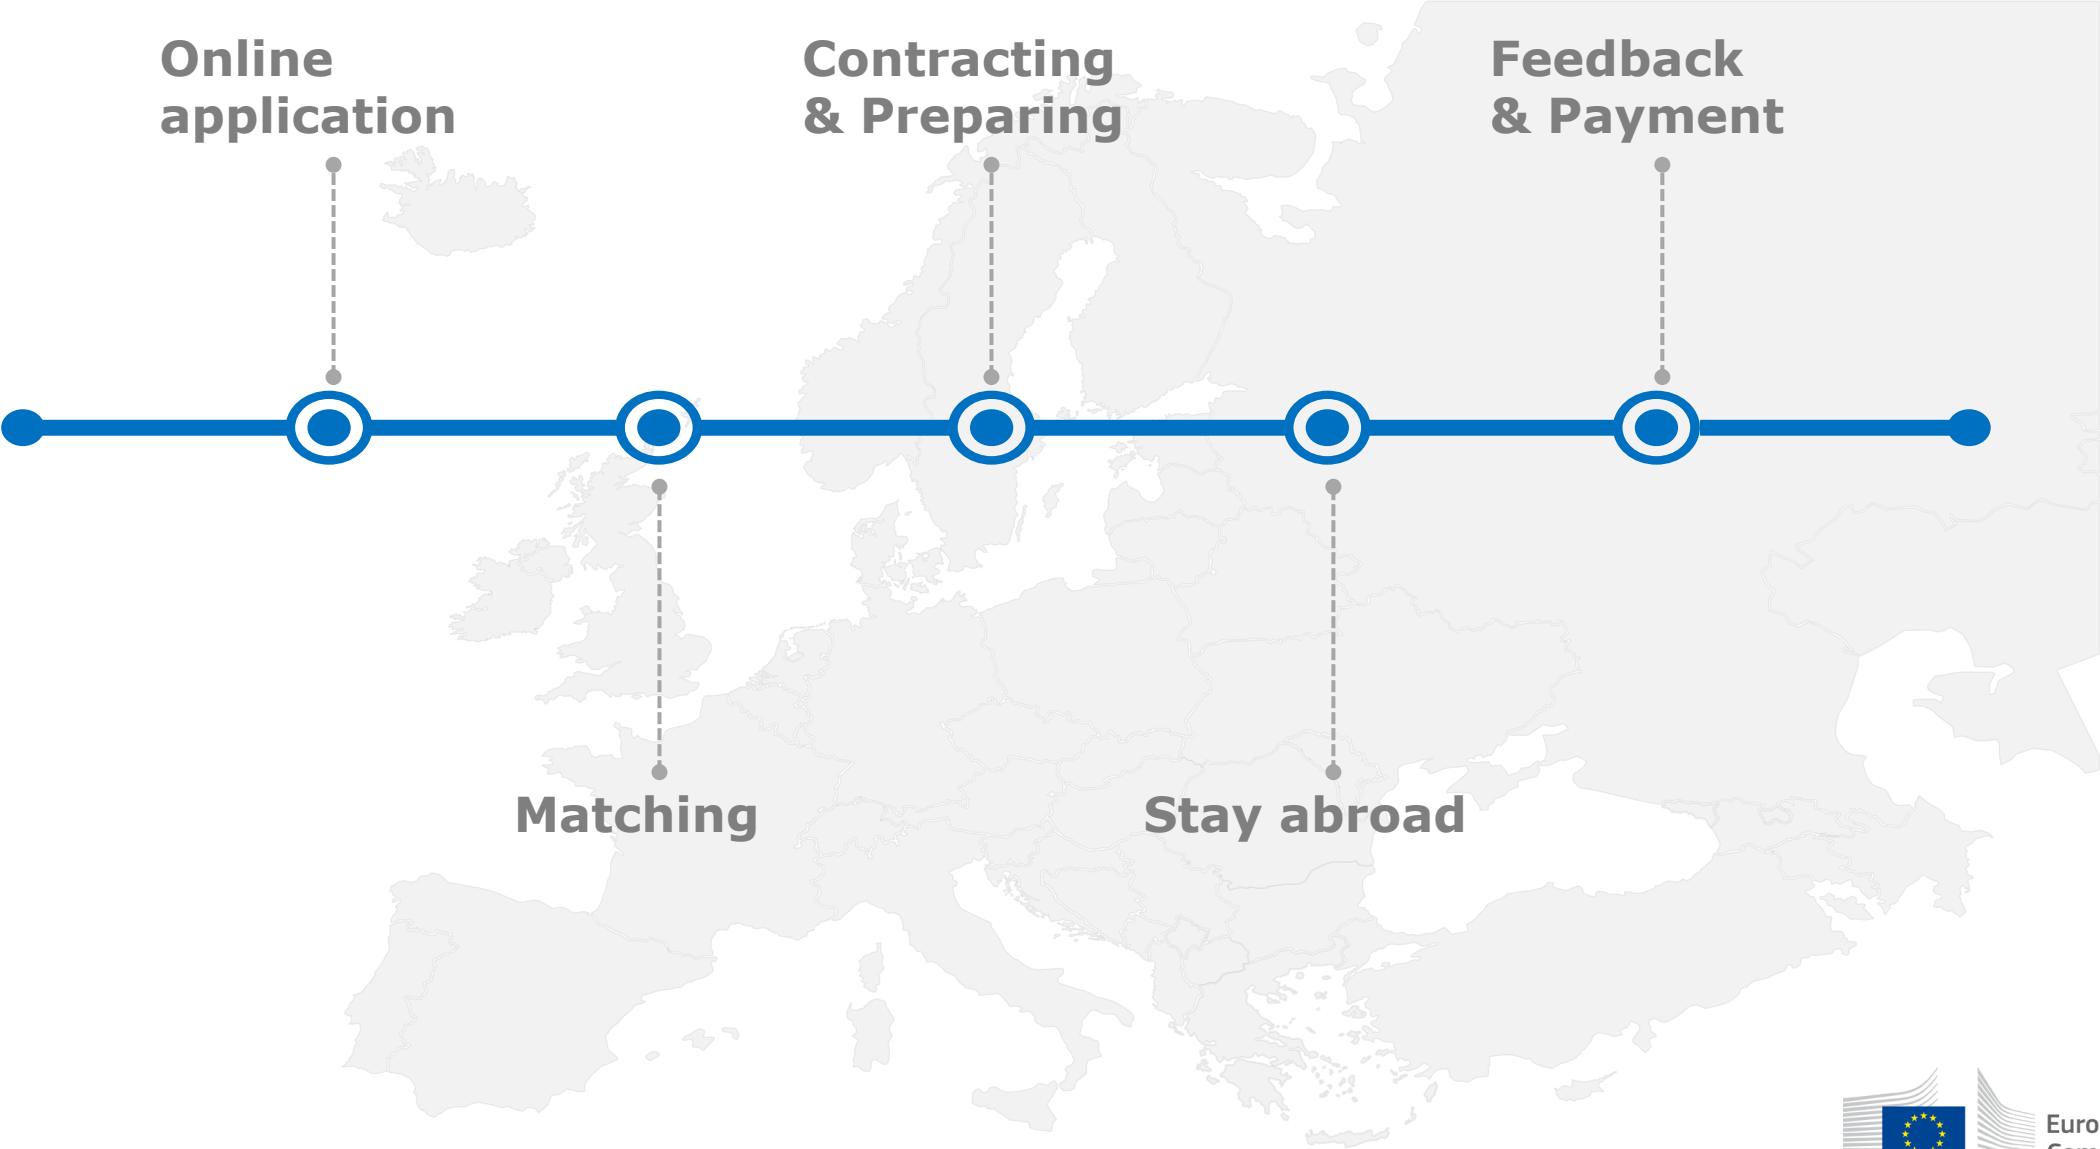 Online
application
Contracting
& Preparing
Feedback
& Payment
Matching
Stay abroad
Euro